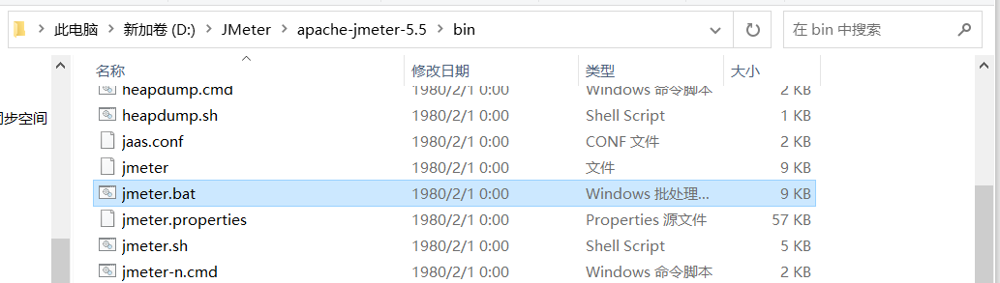 此电脑 新加卷 (D:) JMeter apache-jmeter-5.5 bin 在 bin 中搜索
名称 修改日期 类型 大小
heapdump.cmd 1980/2/1 0:00 Windows 命令脚本 2 KB
heapdump.sh 1980/2/1 0:00 Shell Script 1 KB
步空间
jaas.conf 1980/2/1 0:00 CONF 文件 2 KB
jmeter 1980/2/1 0:00 文件 9 KB
jmeter.bat 1980/2/1 0:00 Windows 批处理... 9 KB
jmeter.properties 1980/2/1 0:00 Properties 源文件 57 KB
jmeter.sh 1980/2/1 0:00 Shell Script 5 KB
jmeter-n.cmd 1980/2/1 0:00 Windows 命令脚本 2 KB